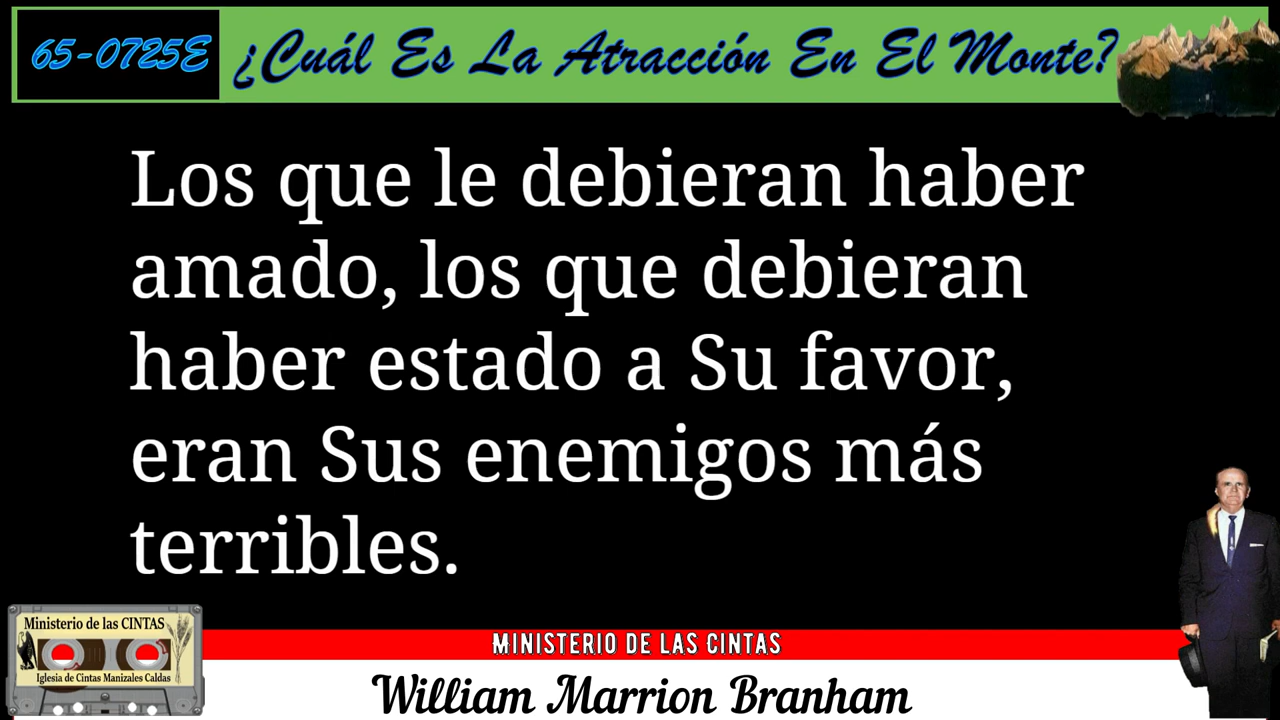 65-0725E
¿Cuál Es La Atracción En El Monte?
Los que le debieran haber
amado, los que debieran
haber estado a Su favor,
eran Sus enemigos más
terribles.
Ministerio de las CINTAS
Iglesia de Cintas Manizales Caldas
MINISTERIO DE LAS CINTAS
William Marrion Branham